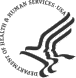 DEPARTMENT OF HEALTH & HUMAN SERVICES · USA